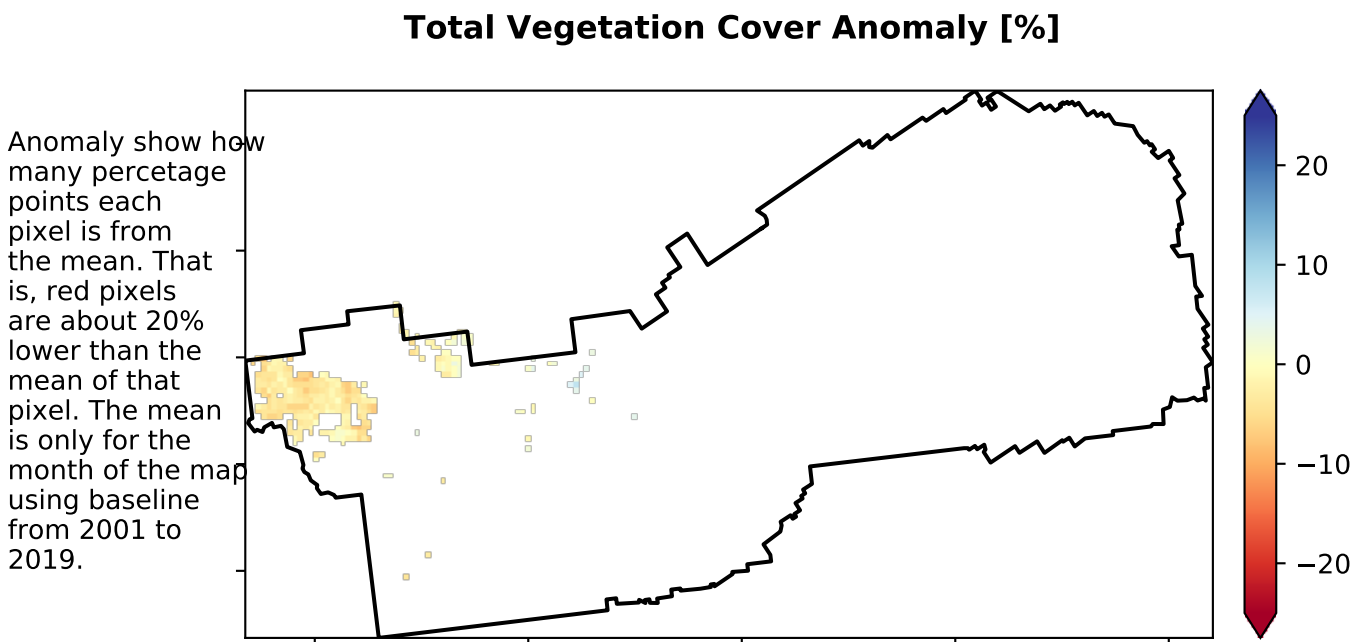 Total Vegetation Cover Anomaly [%]
Anomaly show how
many percetage
points each
pixel is from
the mean. That
is, red pixels
are about 20%
lower than the
mean of that
pixel. The mean
is only for the
month of the map
using baseline
from 2001 to
2019.
20
10
0
−10
−20